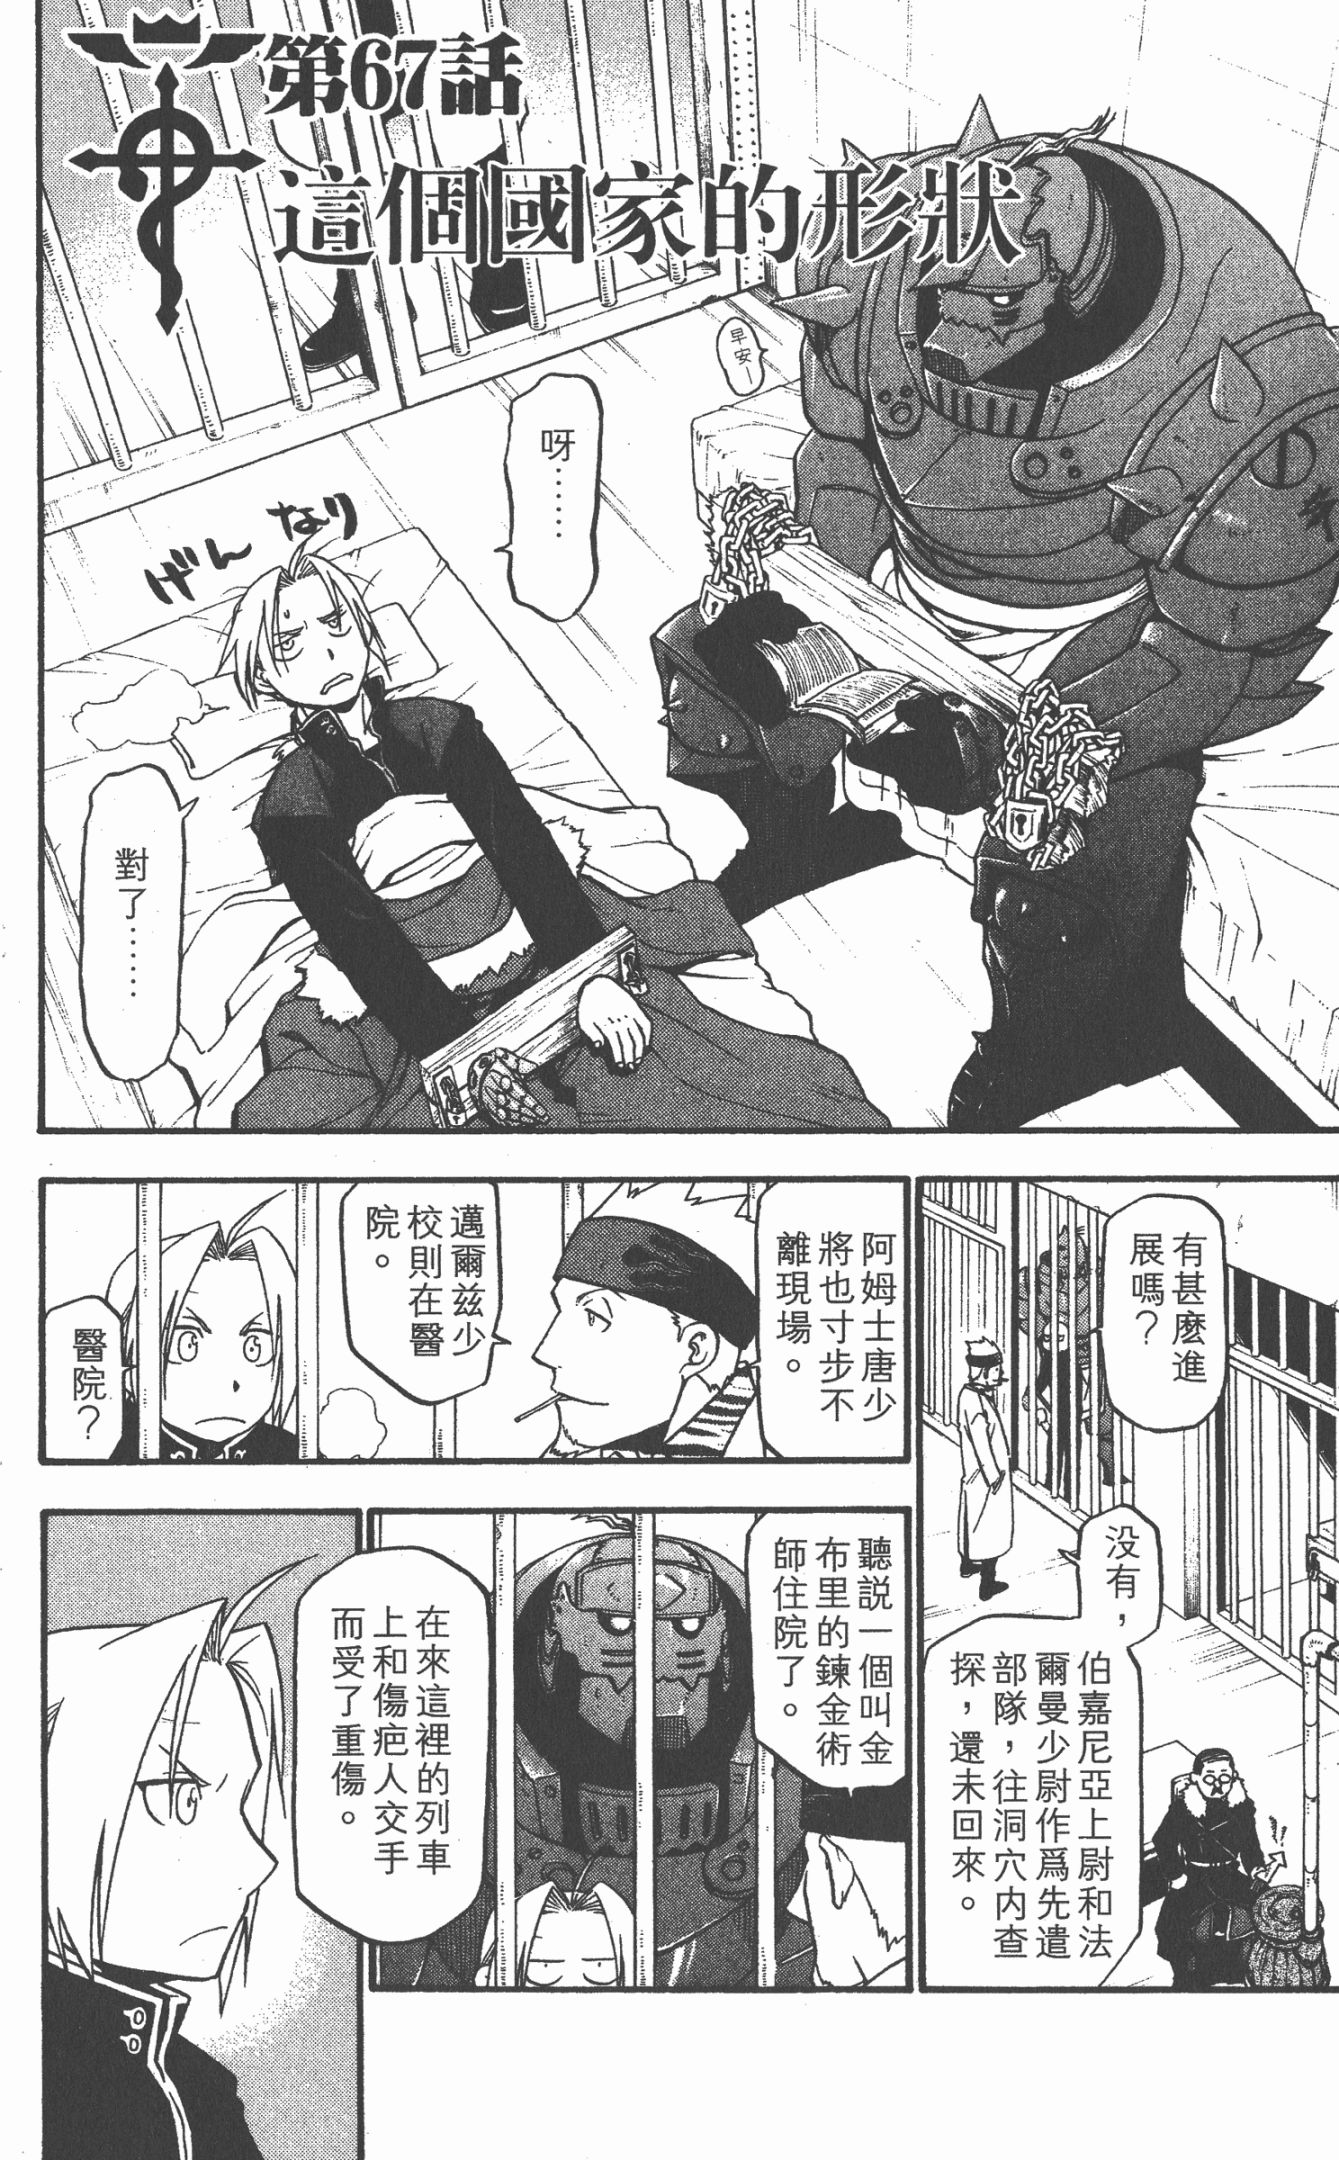 第67話
這個國家的形狀
早安—
呀……
げんなり
對了……
有甚麼進
展嗎？
没有，
伯嘉尼亞上尉和法
爾曼少尉作爲先遣
部隊，往洞穴内查
探，還未回來。
阿姆士唐少
將也寸步不
離現場。
邁爾兹少
校則在醫
院。
醫院？
聽説一個叫金
布里的鍊金術
師住院了。
在來這裡的列車
上和傷疤人交手
而受了重傷。